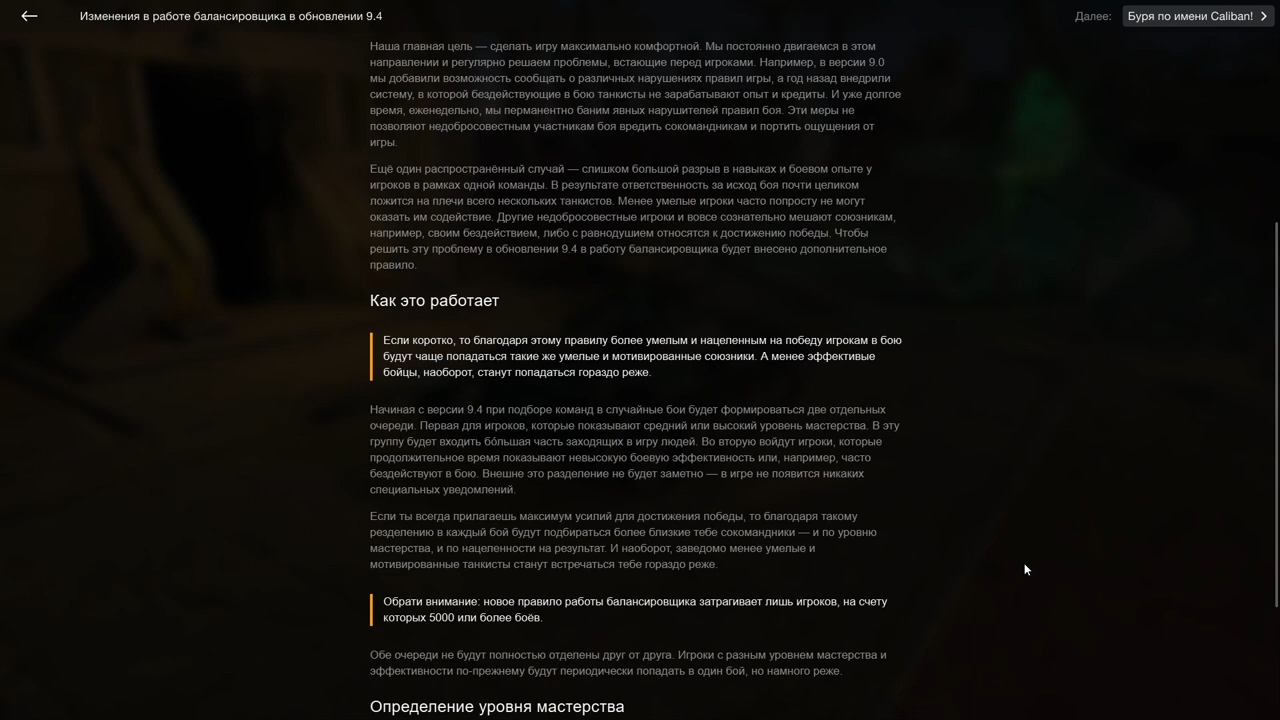 Изменения в работе балансировщика в обновлении 9.4
Далее:
Буря по имени Caliban!
Наша главная цель — сделать игру максимально комфортной. Мы постоянно двигаемся в этом
направлении и регулярно решаем проблемы, встающие перед игроками. Например, в версии 9.0
мы добавили возможность сообщать о различных нарушениях правил игры, а год назад внедрили
систему, в которой бездействующие в бою танкисты не зарабатывают опыт и кредиты. И уже долгое
время, еженедельно, мы перманентно баним явных нарушителей правил боя. Эти меры не
позволяют недобросовестным участникам боя вредить сокомандникам и портить ощущения от
игры.
Ещё один распространённый случай — слишком большой разрыв в навыках и боевом опыте у
игроков в рамках одной команды. В результате ответственность за исход боя почти целиком
ложится на плечи всего нескольких танкистов. Менее умелые игроки часто попросту не могут
оказать им содействие. Другие недобросовестные игроки и вовсе сознательно мешают союзникам,
например, своим бездействием, либо с равнодушием относятся к достижению победы. Чтобы
решить эту проблему в обновлении 9.4 в работу балансировщика будет внесено дополнительное
правило.
Как это работает
Если коротко, то благодаря этому правилу более умелым и нацеленным на победу игрокам в бою
будут чаще попадаться такие же умелые и мотивированные союзники. А менее эффективые
бойцы, наоборот, станут попадаться гораздо реже.
Начиная с версии 9.4 при подборе команд в случайные бои будет формироваться две отдельных
очереди. Первая для игроков, которые показывают средний или высокий уровень мастерства. В эту
группу будет входить бо́льшая часть заходящих в игру людей. Во вторую войдут игроки, которые
продолжительное время показывают невысокую боевую эффективность или, например, часто
бездействуют в бою. Внешне это разделение не будет заметно — в игре не появится никаких
специальных уведомлений.
Если ты всегда прилагаешь максимум усилий для достижения победы, то благодаря такому
резделению в каждый бой будут подбираться более близкие тебе сокомандники — и по уровню
мастерства, и по нацеленности на результат. И наоборот, заведомо менее умелые и
мотивированные танкисты станут встречаться тебе гораздо реже.
Обрати внимание: новое правило работы балансировщика затрагивает лишь игроков, на счету
которых 5000 или более боёв.
Обе очереди не будут полностью отделены друг от друга. Игроки с разным уровнем мастерства и
эффективности по-прежнему будут периодически попадать в один бой, но намного реже.
Определение уровня мастерства